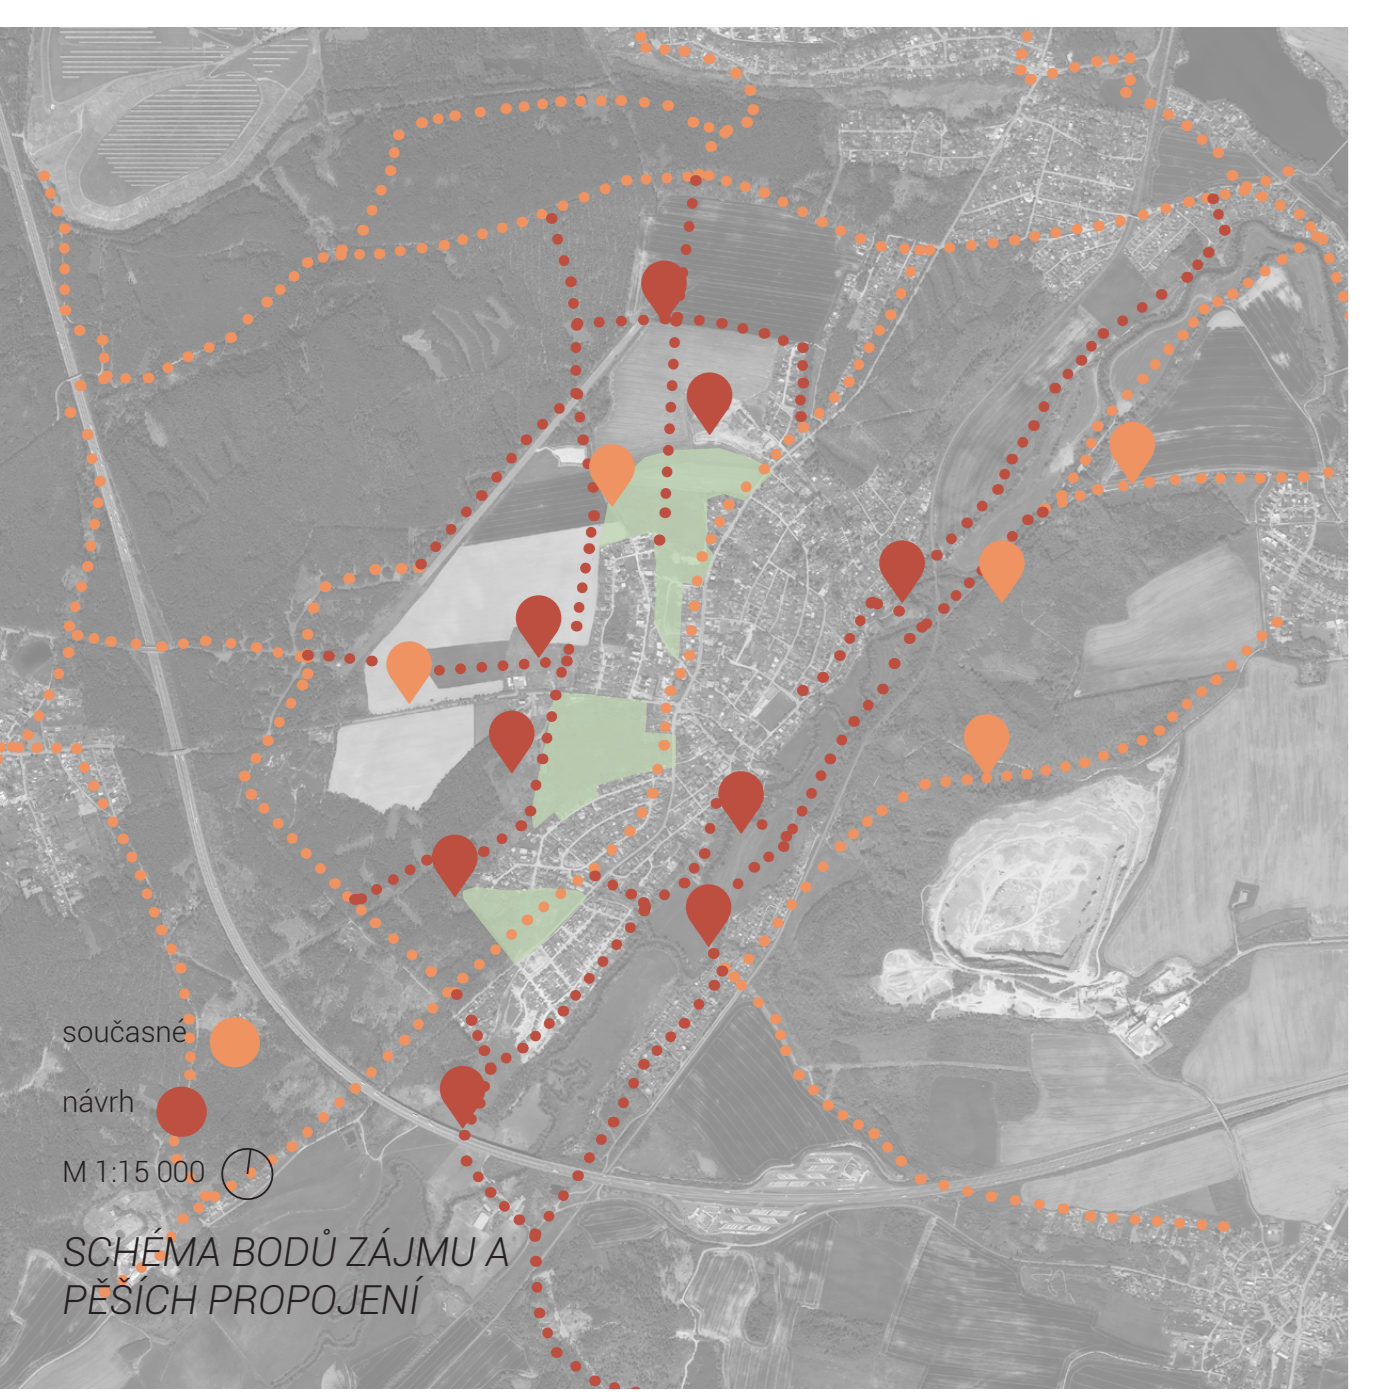 současné
návrh
M 1:15 000
SCHÉMA BODŮ ZÁJMU A
PĚŠÍCH PROPOJENÍ